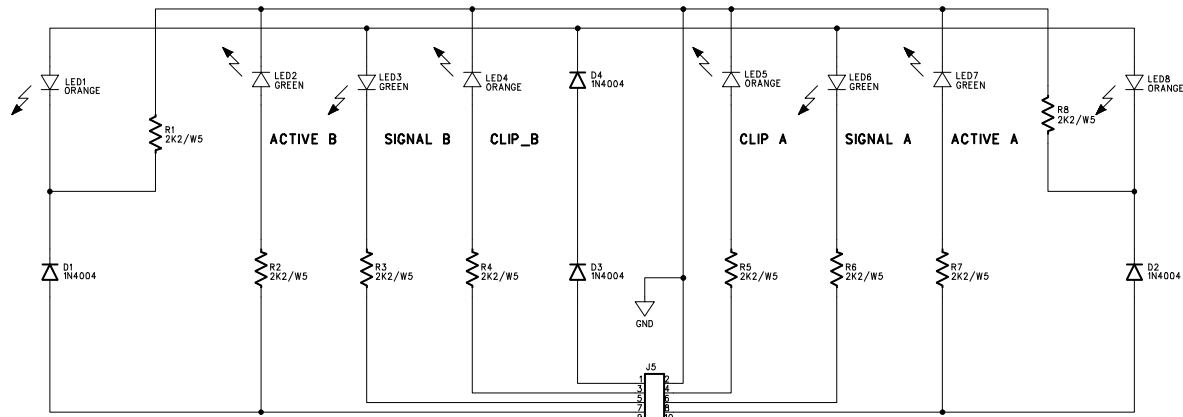 LED1
ORANGE
LED2
GREEN
LED3
GREEN
LED4
ORANGE
D4
1N4004
LED5
ORANGE
LED6
GREEN
LED7
GREEN
LED8
ORANGE
R1
2K2/W5
R8
2K2/W5
ACTIVE B
SIGNAL B
CLIP_B
CLIP A
SIGNAL A
ACTIVE A
D1
1N4004
R2
2K2/W5
R3
2K2/W5
R4
2K2/W5
D3
1N4004
R5
2K2/W5
R6
2K2/W5
R7
2K2/W5
D2
1N4004
GND
J5
1 2
3 4
5 6
7 8
9 10